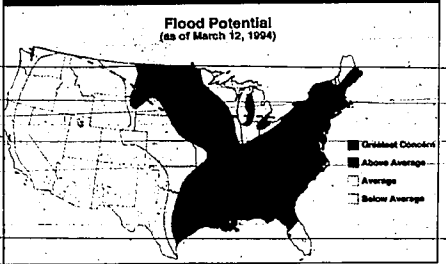 Flood Potential
(as of March 12, 1994)
Greatest Concern
Above Average
Average
Below Average